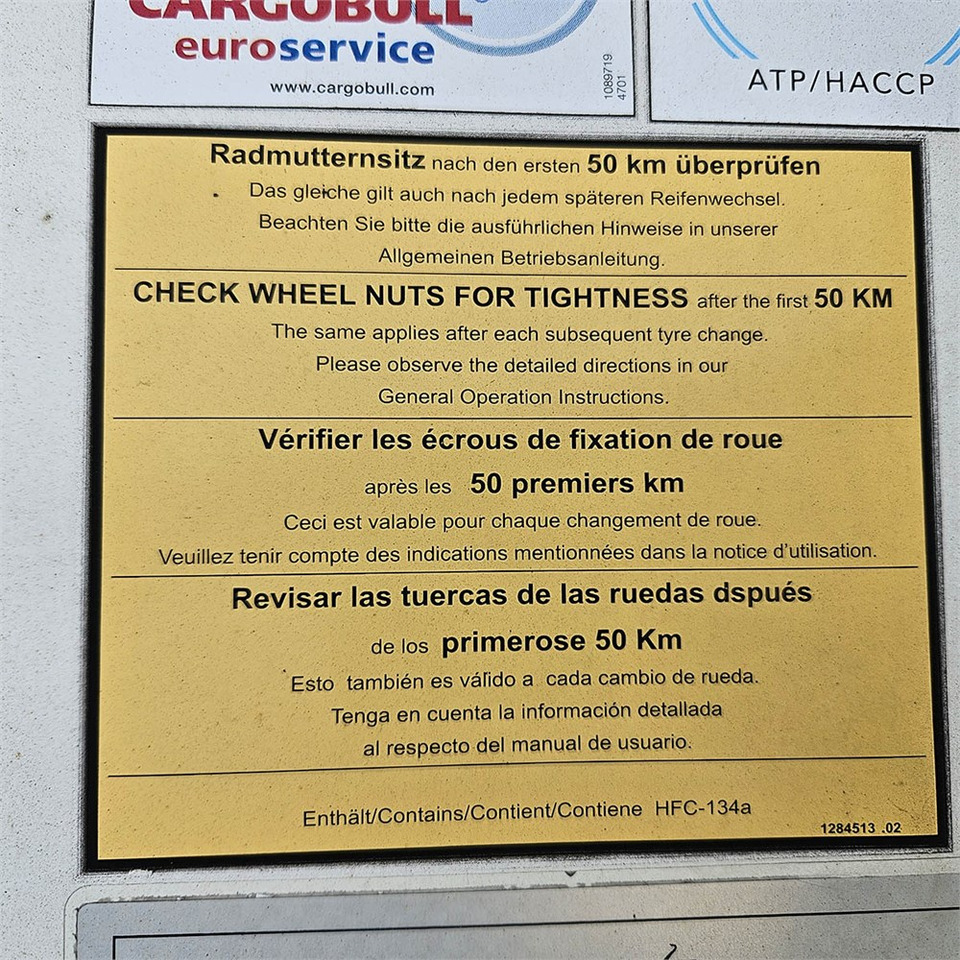 CARGOBULL
euroservice
www.cargobull.com
1089719
4701
ATP/HACCP
Radmutternsitz nach den ersten 50 km überprüfen
Das gleiche gilt auch nach jedem späteren Reifenwechsel.
Beachten Sie bitte die ausführlichen Hinweise in unserer
Allgemeinen Betriebsanleitung.
CHECK WHEEL NUTS FOR TIGHTNESS after the first 50 KM
The same applies after each subsequent tyre change.
Please observe the detailed directions in our
General Operation Instructions.
Vérifier les écrous de fixation de roue
après les 50 premiers km
Ceci est valable pour chaque changement de roue.
Veuillez tenir compte des indications mentionnées dans la notice d'utilisation.
Revisar las tuercas de las ruedas dspués
de los primerose 50 Km
Esto también es válido a cada cambio de rueda.
Tenga en cuenta la información detallada
al respecto del manual de usuario.
Enthält/Contains/Contient/Contiene HFC-134a
1284513 .02